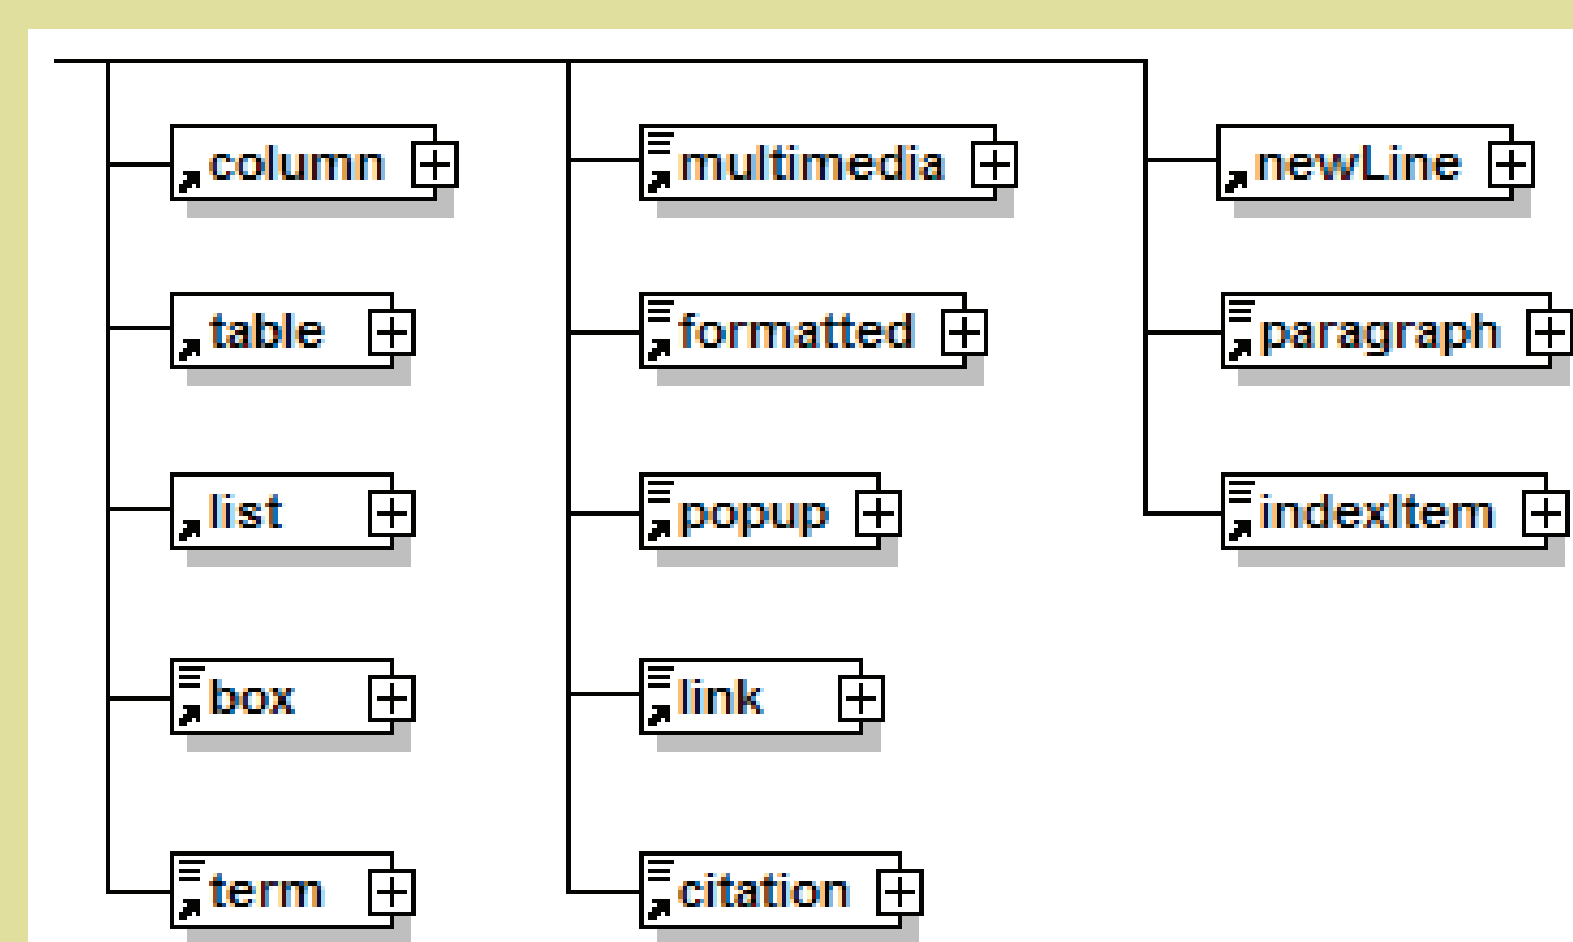 column
table
list
box
term
multimedia
formatted
popup
link
citation
newLine
paragraph
indexItem